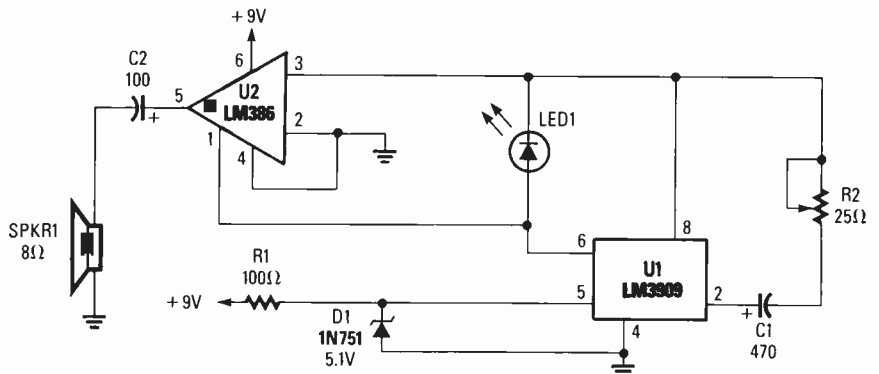 +9V
C2
100
+
5
6
3
U2
LM386
1
4
2
LED1
SPKR1
8Ω
R2
25Ω
6
8
R1
100Ω
U1
LM3909
+9V
5
2
+
4
D1
1N751
5.1V
C1
470